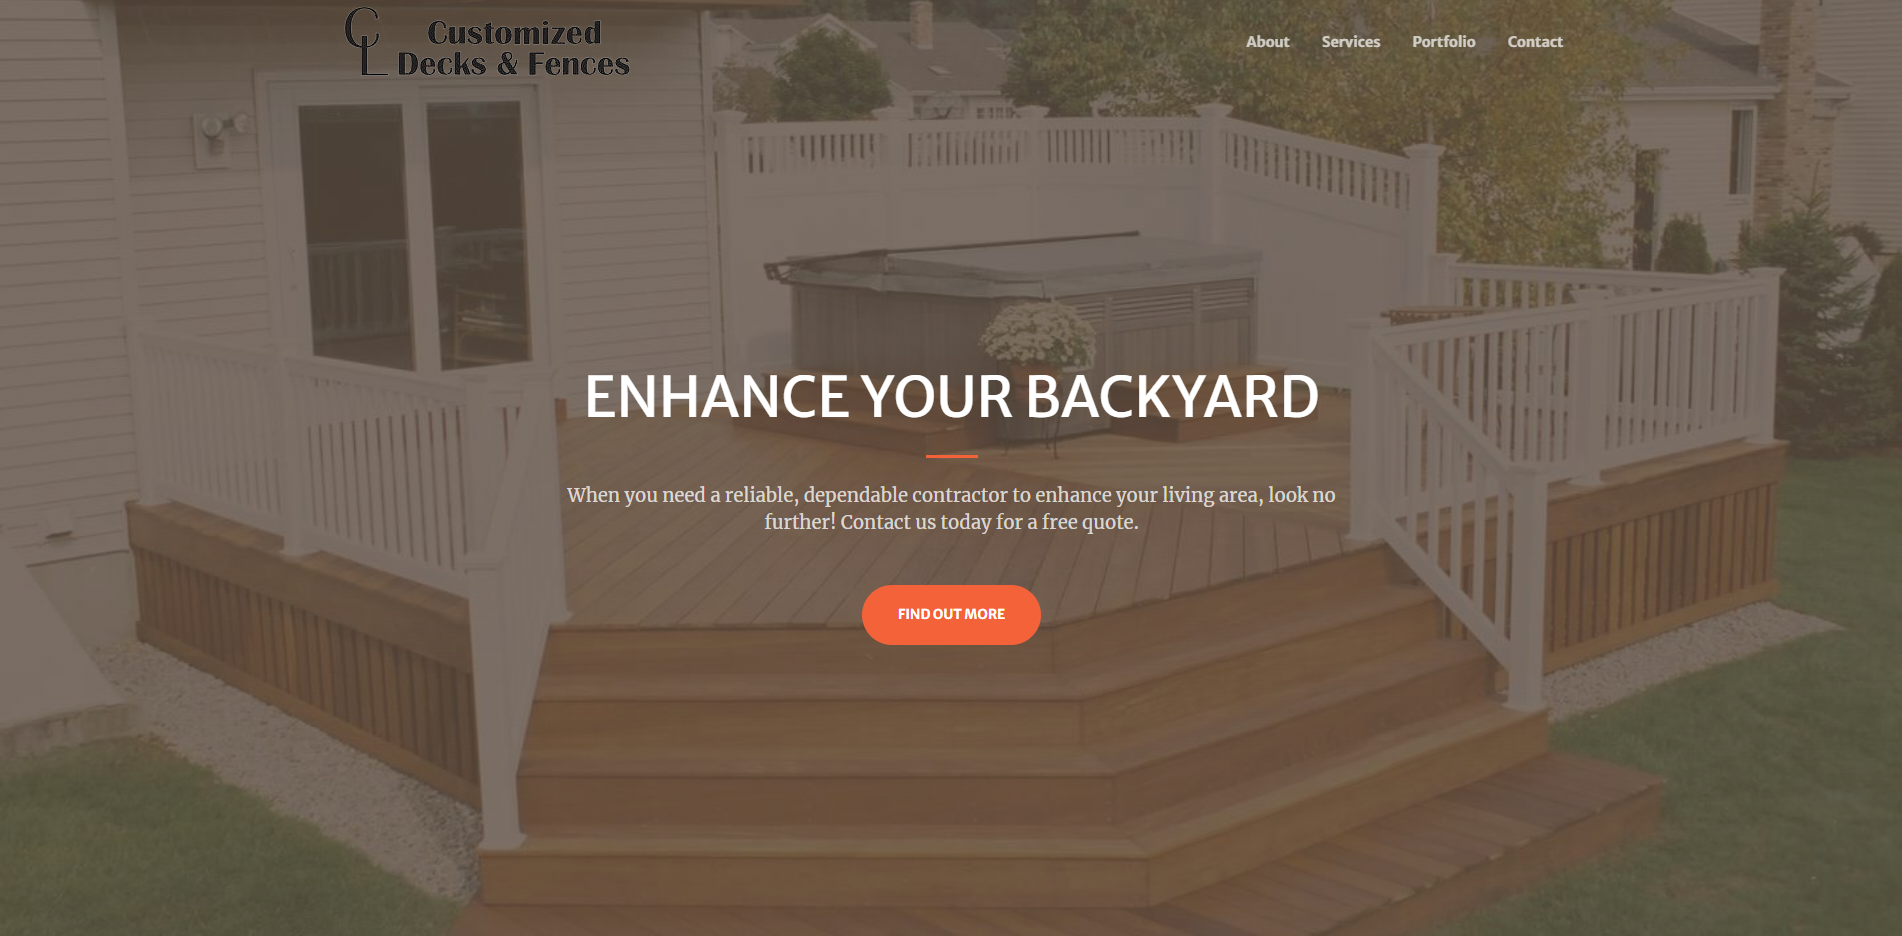 CL Customized
Decks & Fences
About Services Portfolio Contact
ENHANCE YOUR BACKYARD
When you need a reliable, dependable contractor to enhance your living area, look no
further! Contact us today for a free quote.
FIND OUT MORE